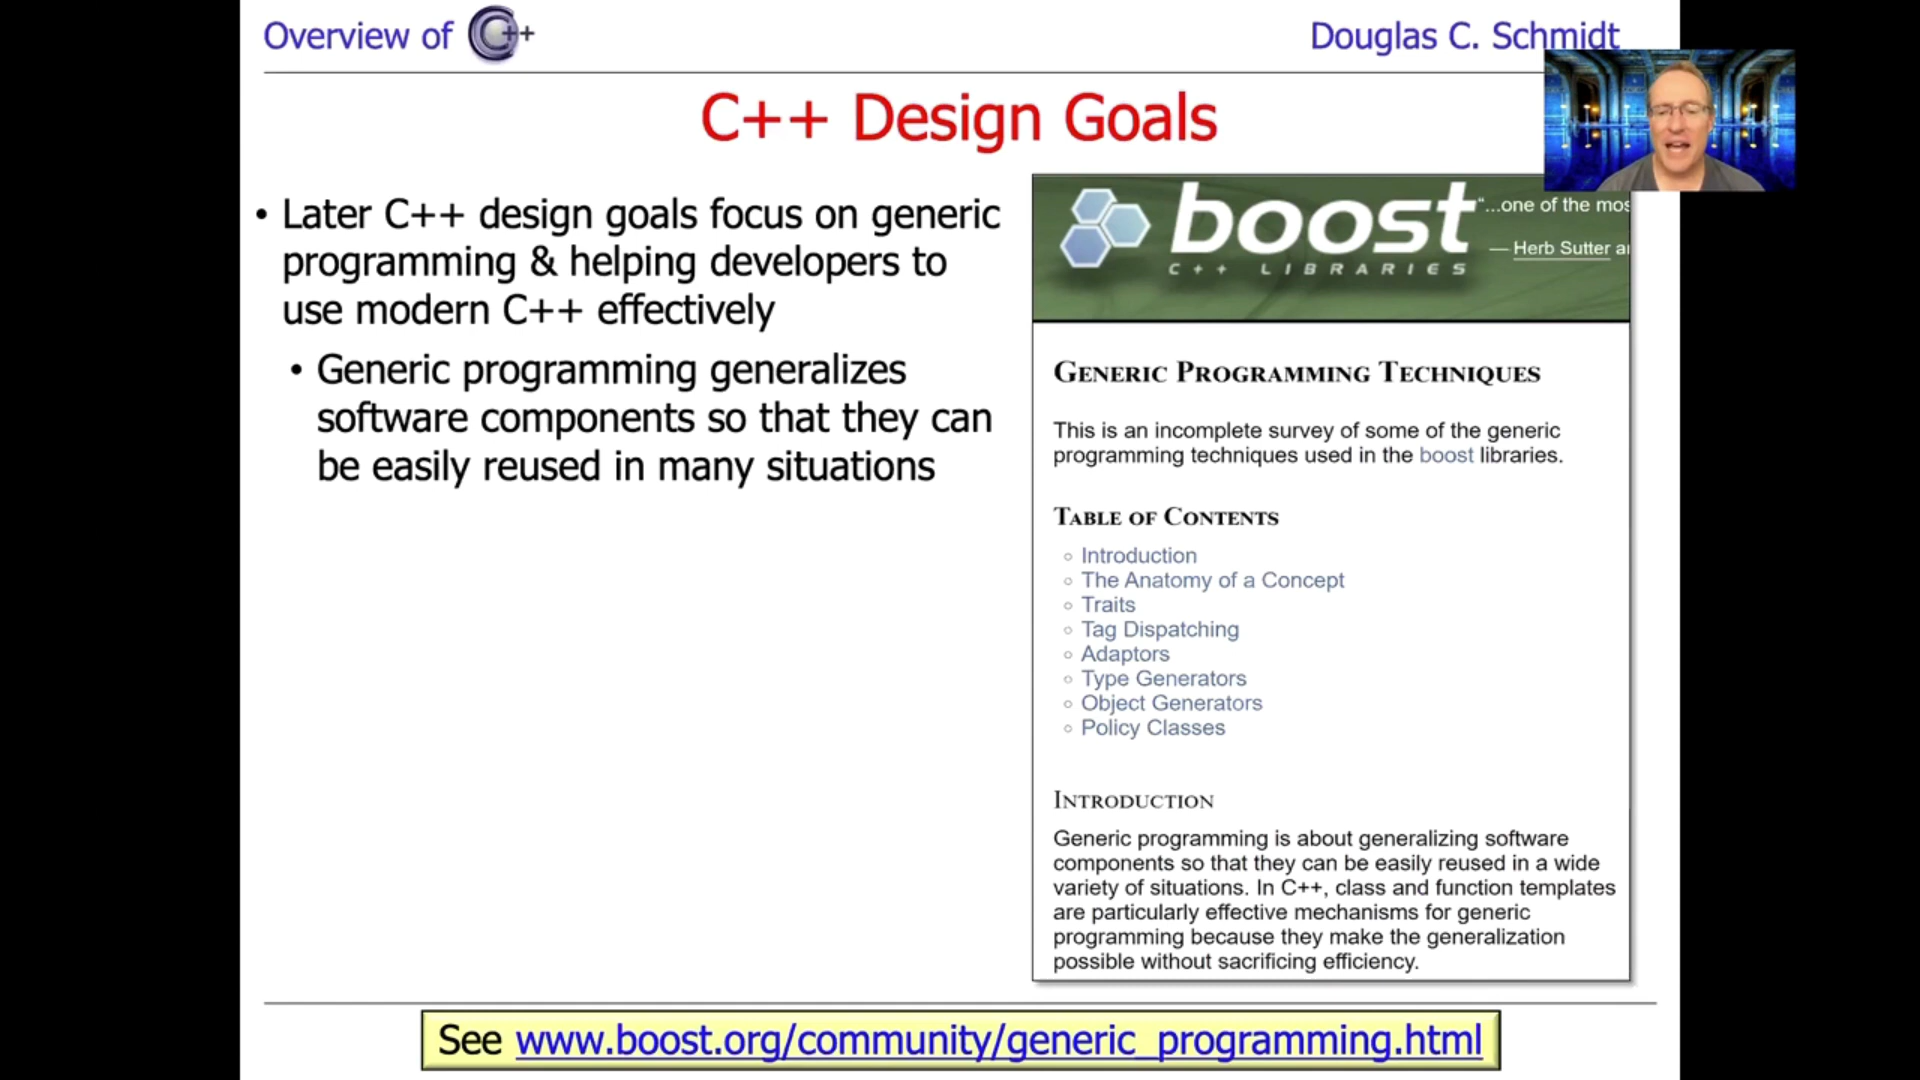 Overview of C++
Douglas C. Schmidt
C++ Design Goals
• Later C++ design goals focus on generic
programming & helping developers to
use modern C++ effectively
• Generic programming generalizes
software components so that they can
be easily reused in many situations
boost
C++ LIBRARIES
“...one of the mos
— Herb Sutter a
GENERIC PROGRAMMING TECHNIQUES
This is an incomplete survey of some of the generic
programming techniques used in the boost libraries.
TABLE OF CONTENTS
Introduction
The Anatomy of a Concept
Traits
Tag Dispatching
Adaptors
Type Generators
Object Generators
Policy Classes
INTRODUCTION
Generic programming is about generalizing software
components so that they can be easily reused in a wide
variety of situations. In C++, class and function templates
are particularly effective mechanisms for generic
programming because they make the generalization
possible without sacrificing efficiency.
See www.boost.org/community/generic_programming.html